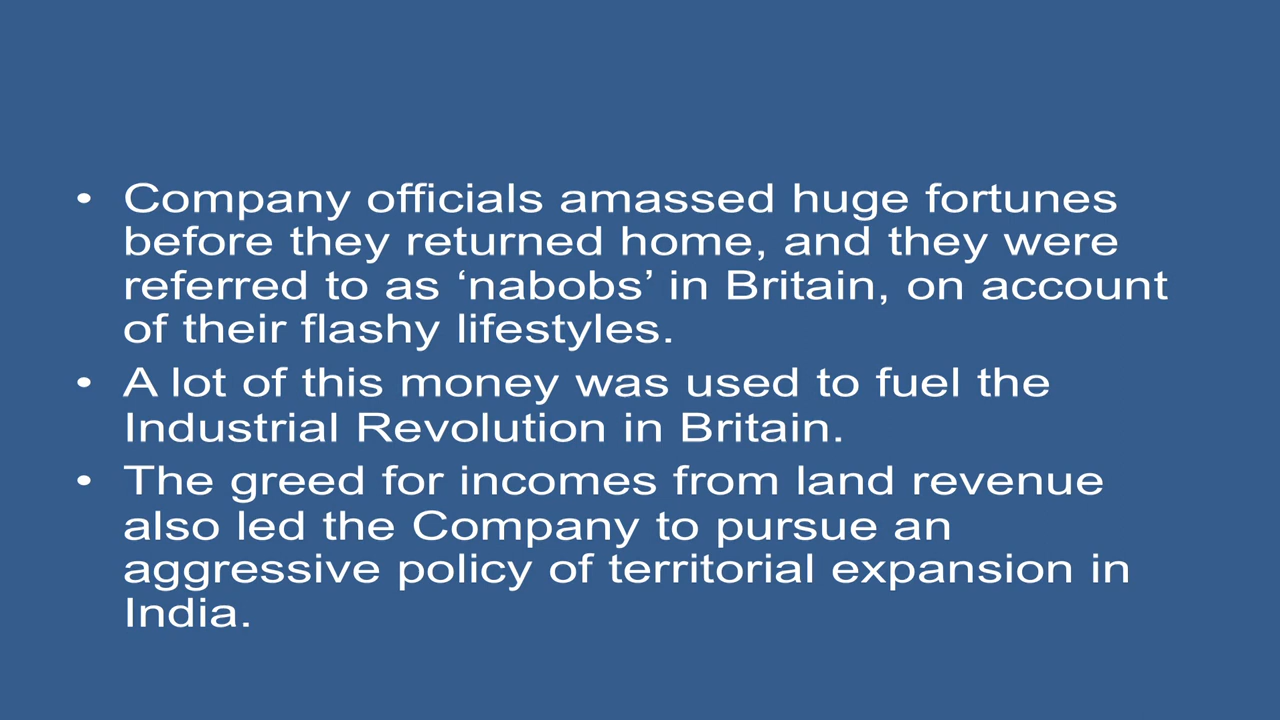 • Company officials amassed huge fortunes
before they returned home, and they were
referred to as ‘nabobs’ in Britain, on account
of their flashy lifestyles.
• A lot of this money was used to fuel the
Industrial Revolution in Britain.
• The greed for incomes from land revenue
also led the Company to pursue an
aggressive policy of territorial expansion in
India.